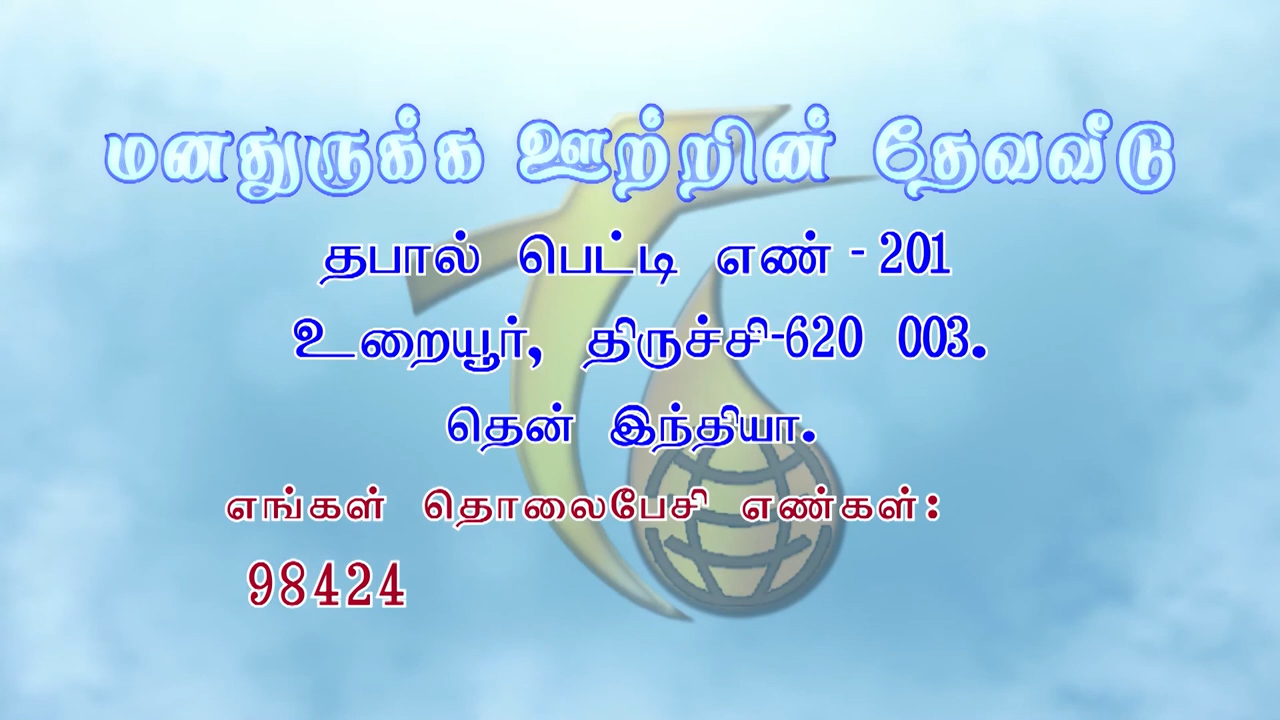 மனதுருக்க ஊற்றின் தேவவீடு
தபால் பெட்டி எண் - 201
உறையூர், திருச்சி-620 003.
தென் இந்தியா.
எங்கள் தொலைபேசி எண்கள்:
98424